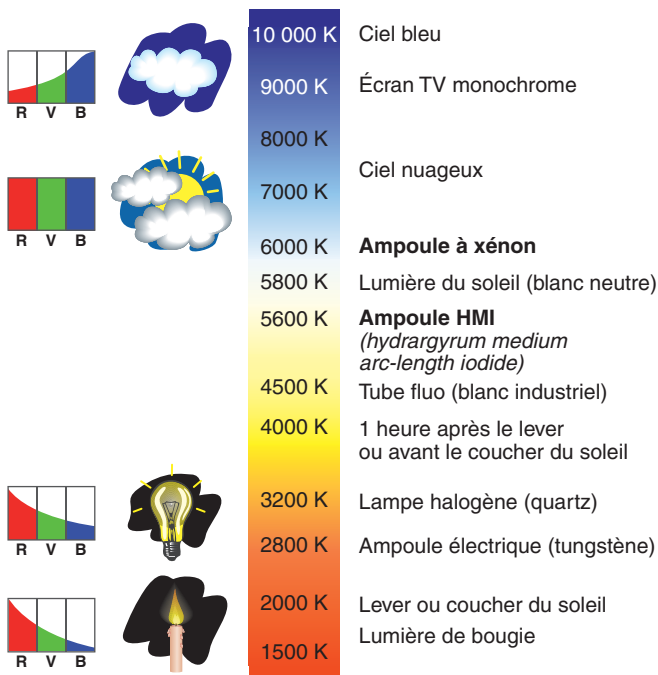 10 000 K Ciel bleu
9000 K Écran TV monochrome
R V B
8000 K
Ciel nuageux
7000 K
R V B
6000 K Ampoule à xénon
5800 K Lumière du soleil (blanc neutre)
5600 K Ampoule HMI
(hydrargyrum medium
arc-length iodide)
4500 K Tube fluo (blanc industriel)
4000 K 1 heure après le lever
ou avant le coucher du soleil
3200 K Lampe halogène (quartz)
R V B
2800 K Ampoule électrique (tungstène)
2000 K Lever ou coucher du soleil
Lumière de bougie
1500 K
R V B